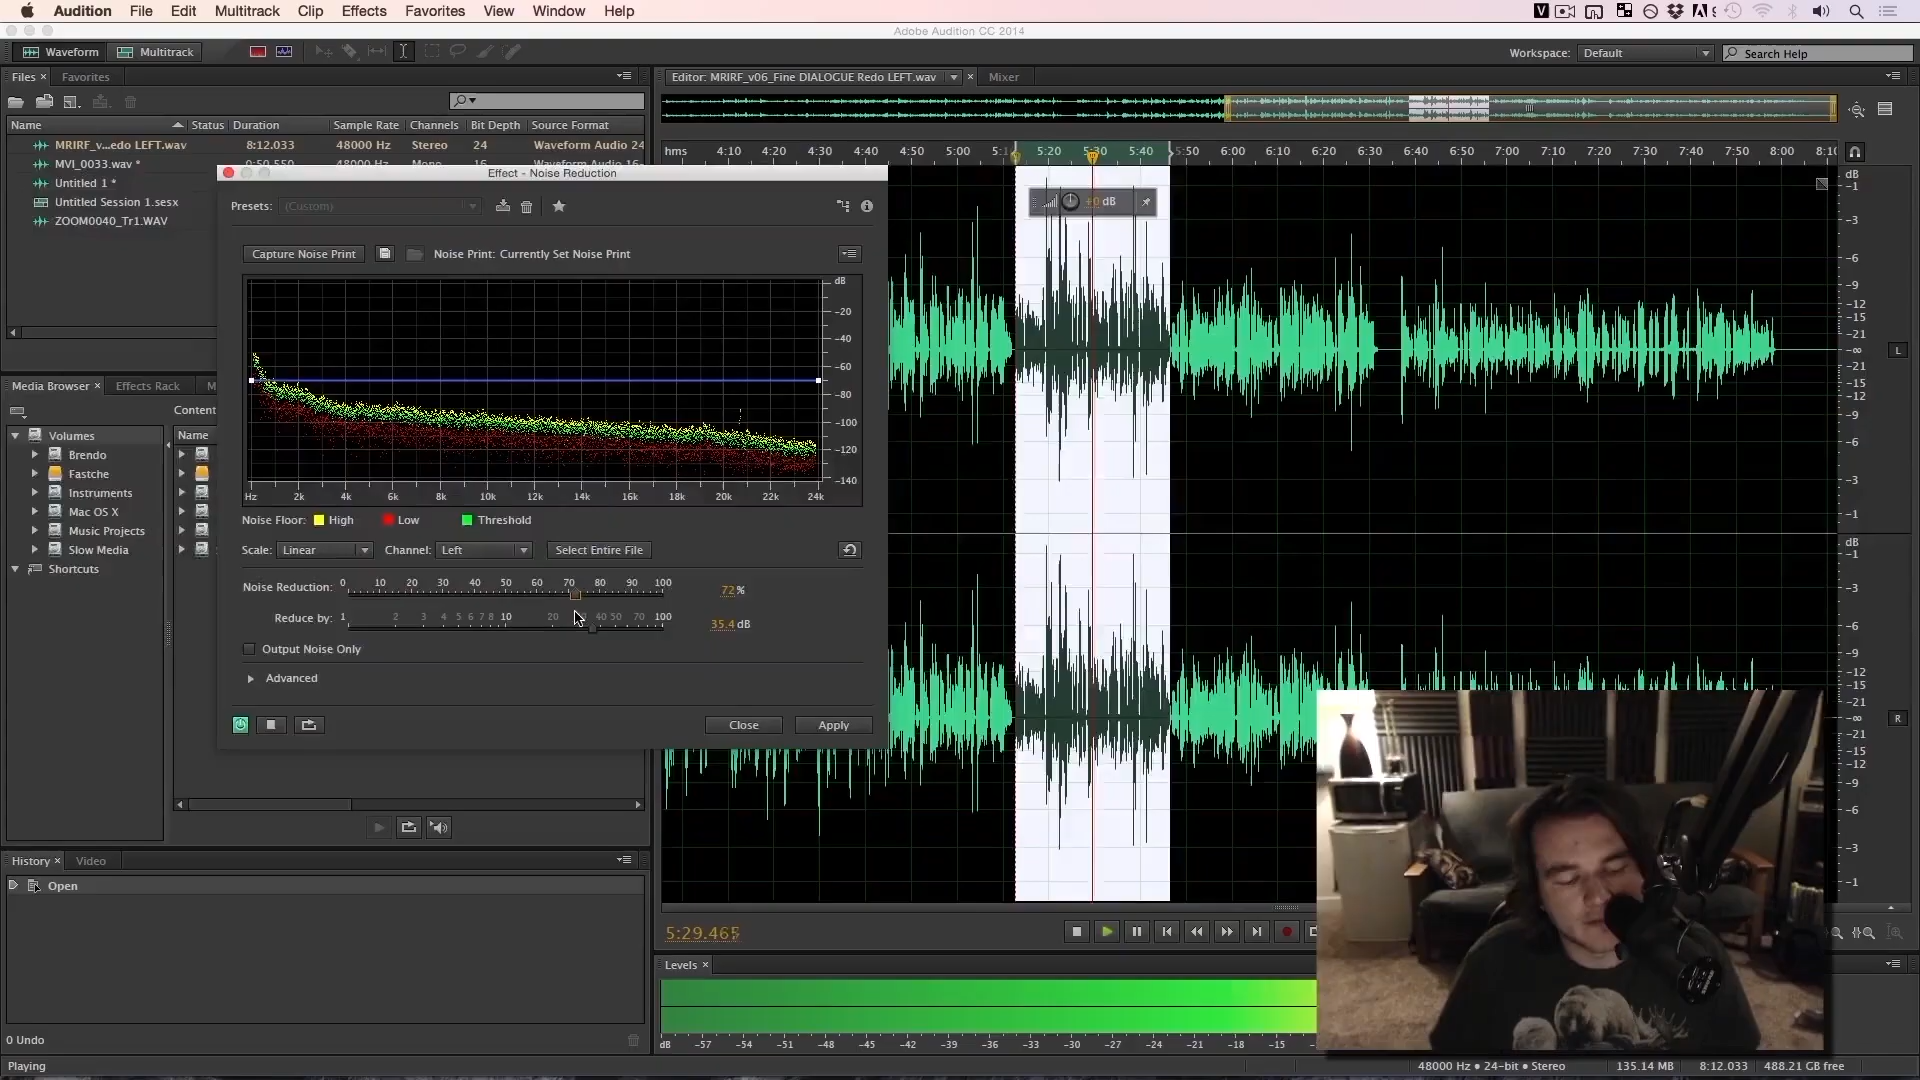 Audition File Edit Multitrack Clip Effects Favorites View Window Help
Adobe Audition CC 2014
Waveform Multitrack Workspace: Default Search Help
Files × Favorites
Editor: MRIRF_v06_Fine DIALOGUE Redo LEFT.wav × Mixer
Name Status Duration Sample Rate Channels Bit Depth Source Format
MRIRF_v...edo LEFT.wav 8:12.033 48000 Hz Stereo 24 Waveform Audio 24
MVI_0033.wav *
Untitled 1 *
Untitled Session 1.sesx
ZOOM0040_Tr1.WAV
hms 4:10 4:20 4:30 4:40 4:50 5:00 5:20 5:30 5:40 5:50 6:00 6:10 6:20 6:30 6:40 6:50 7:00 7:10 7:20 7:30 7:40 7:50 8:00
+0 dB
dB
-1
-3
-6
-9
-12
-15
-21
-∞ L
-21
-15
-12
-9
-6
-3
-1
dB
-1
-3
-6
-9
-12
-15
-21
-∞ R
-21
-15
-12
-9
-6
-3
-1
Effect - Noise Reduction
Presets: (Custom)
Capture Noise Print Noise Print: Currently Set Noise Print
dB
-20
-40
-60
-80
-100
-120
-140
Hz 2k 4k 6k 8k 10k 12k 14k 16k 18k 20k 22k 24k
Noise Floor: High Low Threshold
Scale: Linear Channel: Left Select Entire File
Noise Reduction: 0 10 20 30 40 50 60 70 80 90 100 72 %
Reduce by: 1 2 3 4 5 6 7 8 10 20 40 50 70 100 35.4 dB
Output Noise Only
Advanced
Close Apply
Media Browser × Effects Rack M
Content
Volumes Name
Brendo
Fastche
Instruments
Mac OS X
Music Projects
Slow Media
Shortcuts
History × Video
Open
0 Undo
Playing
5:29.465
Levels ×
dB -57 -54 -51 -48 -45 -42 -39 -36 -33 -30 -27 -24 -21 -18 -15
48000 Hz • 24-bit • Stereo 135.14 MB 8:12.033 488.21 GB free